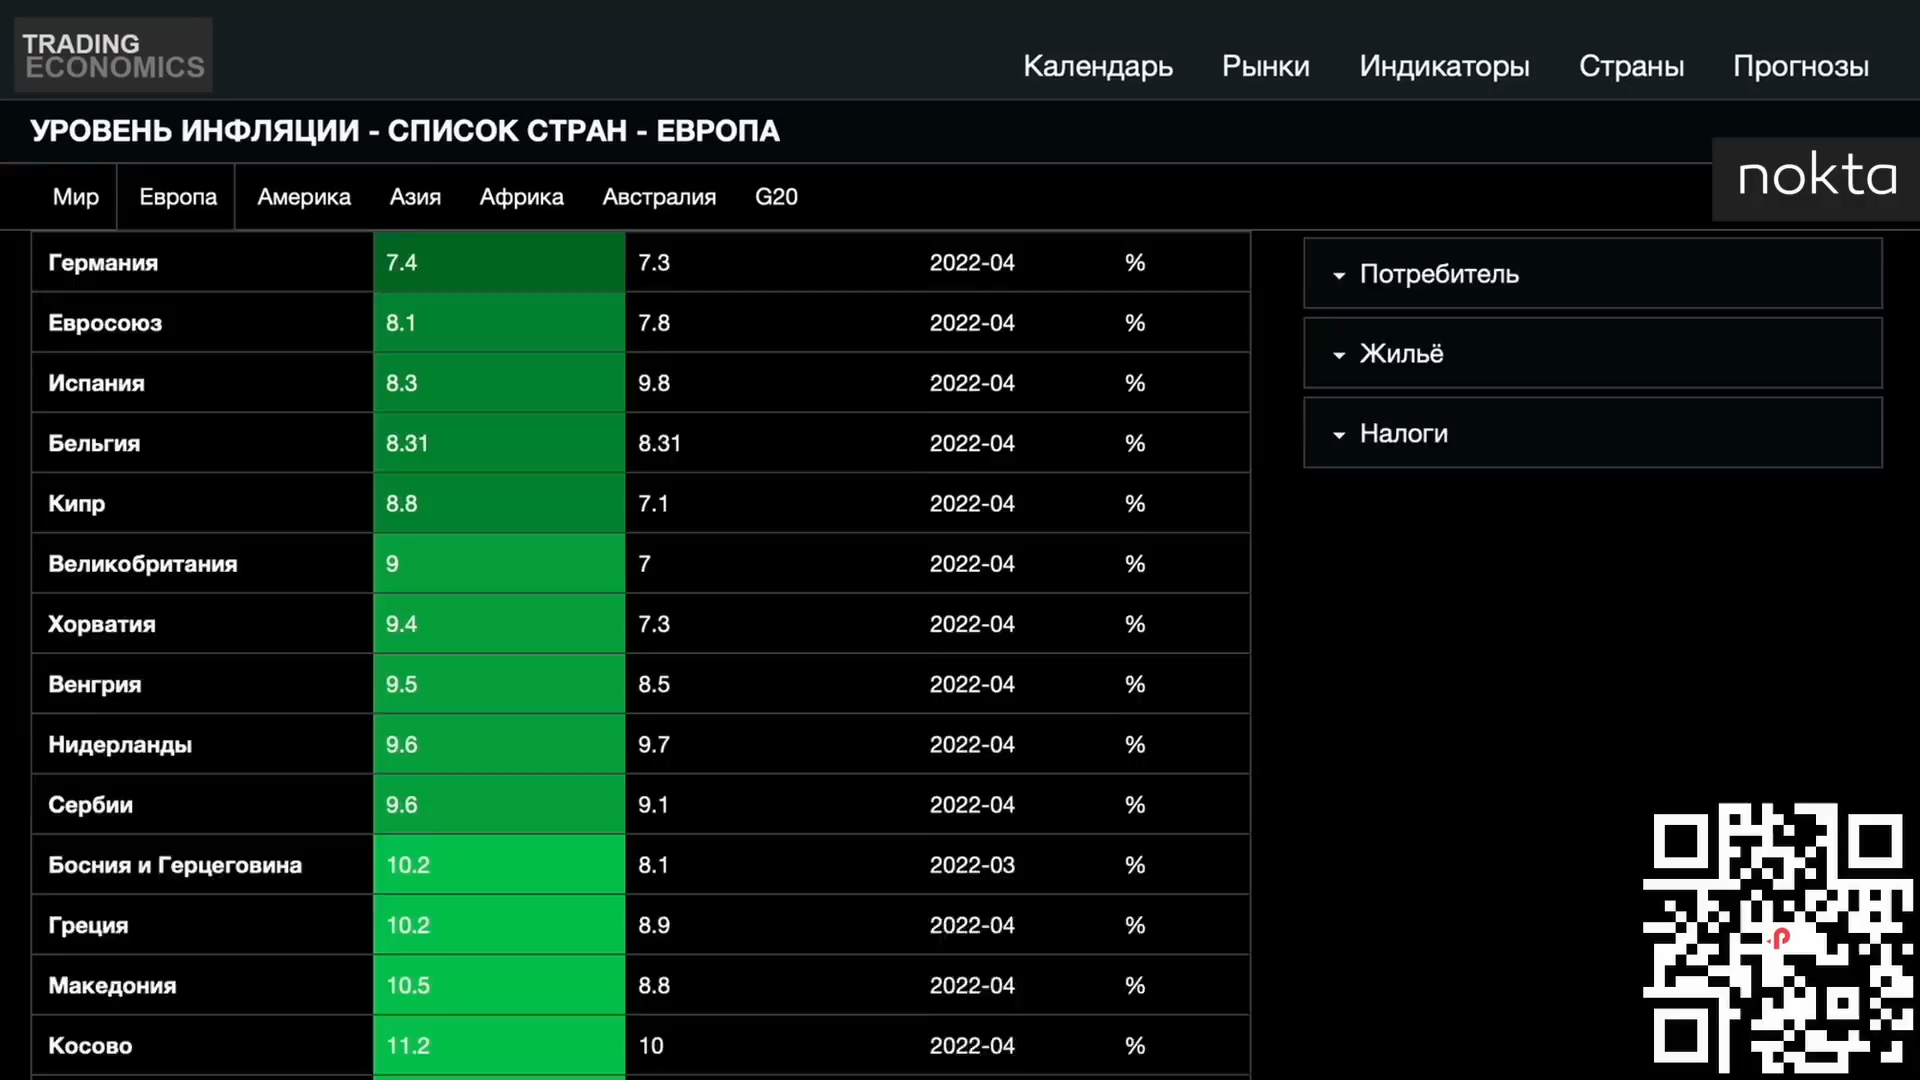 TRADING
ECONOMICS
Календарь Рынки Индикаторы Страны Прогнозы
УРОВЕНЬ ИНФЛЯЦИИ - СПИСОК СТРАН - ЕВРОПА
nokta
Мир Европа Америка Азия Африка Австралия G20
Германия 7.4 7.3 2022-04 %
Евросоюз 8.1 7.8 2022-04 %
Испания 8.3 9.8 2022-04 %
Бельгия 8.31 8.31 2022-04 %
Кипр 8.8 7.1 2022-04 %
Великобритания 9 7 2022-04 %
Хорватия 9.4 7.3 2022-04 %
Венгрия 9.5 8.5 2022-04 %
Нидерланды 9.6 9.7 2022-04 %
Сербии 9.6 9.1 2022-04 %
Босния и Герцеговина 10.2 8.1 2022-03 %
Греция 10.2 8.9 2022-04 %
Македония 10.5 8.8 2022-04 %
Косово 11.2 10 2022-04 %
Потребитель
Жильё
Налоги